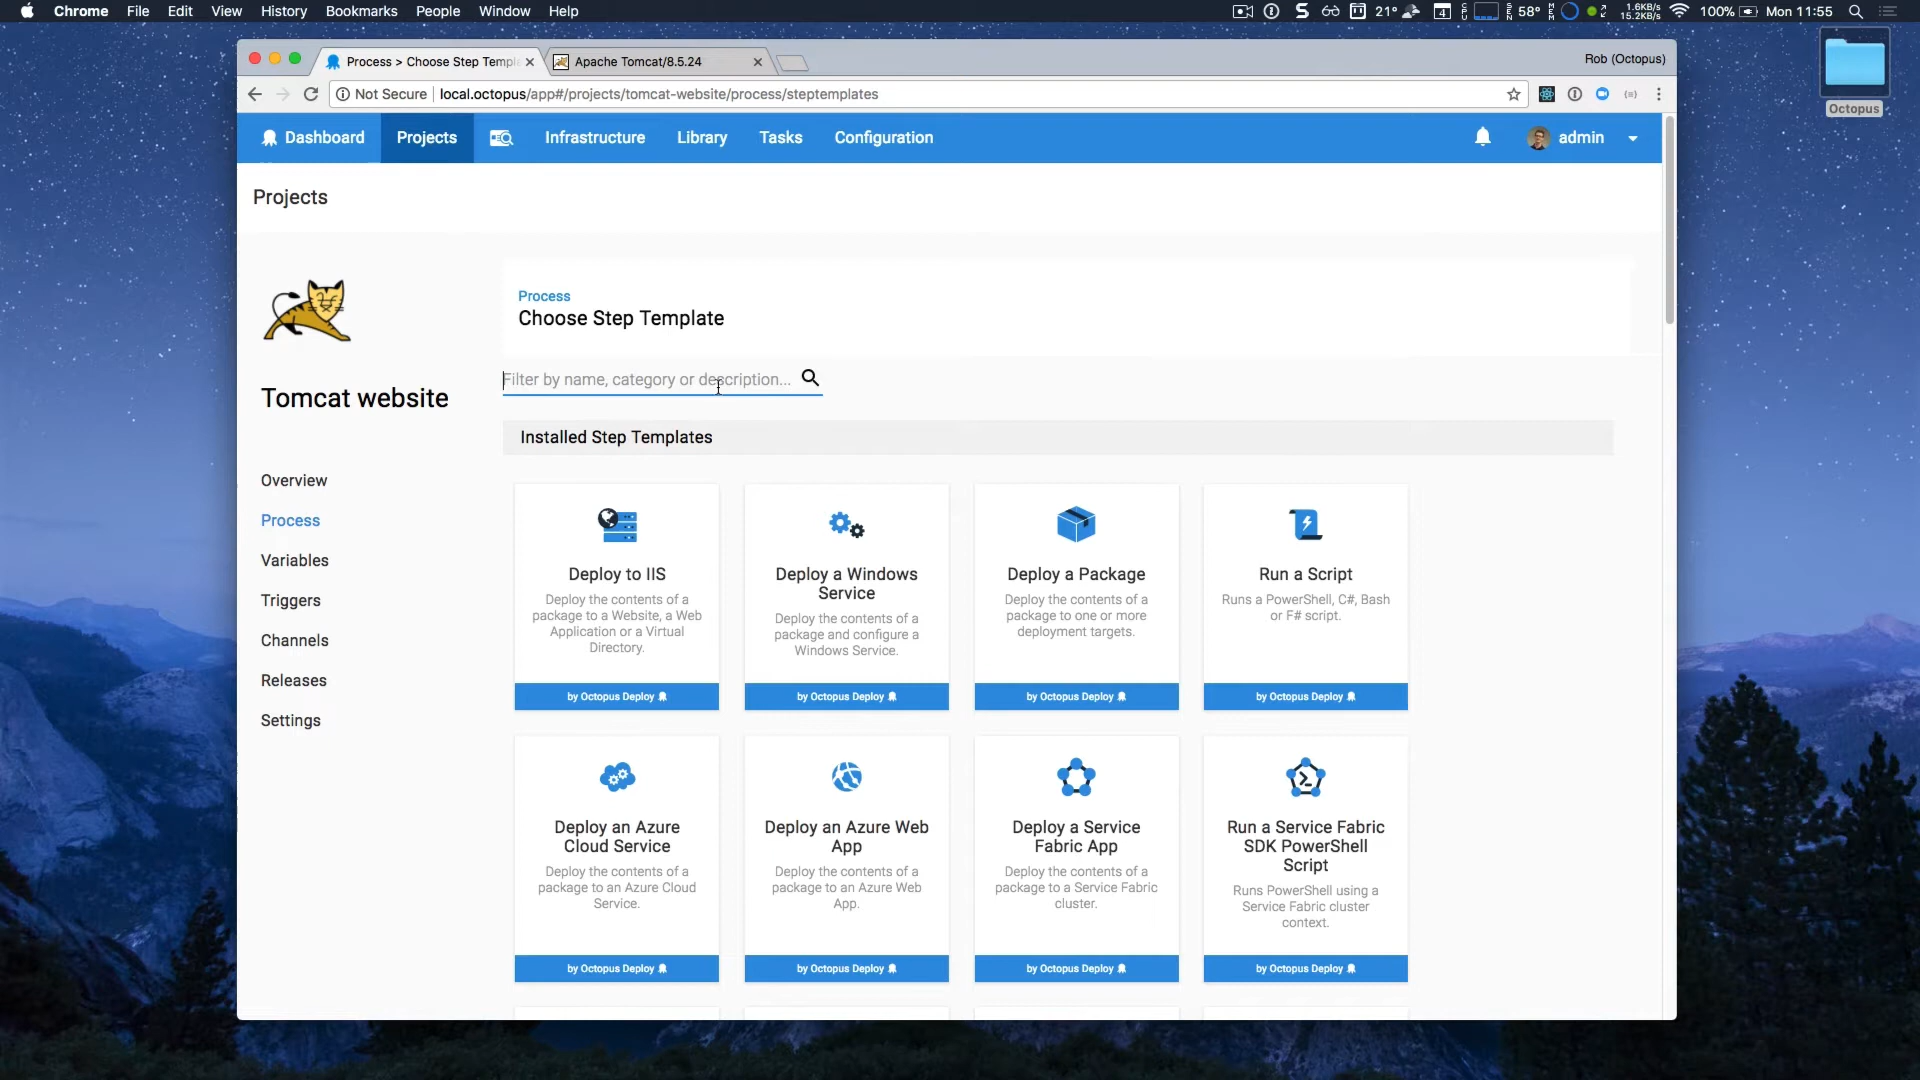 Chrome File Edit View History Bookmarks People Window Help
21° 4 58° 1.6KB/s 15.2KB/s 100% Mon 11:55
Octopus
Process > Choose Step Templ
Apache Tomcat/8.5.24
Rob (Octopus)
Not Secure local.octopus/app#/projects/tomcat-website/process/steptemplates
Dashboard Projects Infrastructure Library Tasks Configuration admin
Projects
Process
Choose Step Template
Filter by name, category or description...
Tomcat website
Overview
Process
Variables
Triggers
Channels
Releases
Settings
Installed Step Templates
Deploy to IIS
Deploy the contents of a
package to a Website, a Web
Application or a Virtual
Directory.
by Octopus Deploy
Deploy a Windows
Service
Deploy the contents of a
package and configure a
Windows Service.
by Octopus Deploy
Deploy a Package
Deploy the contents of a
package to one or more
deployment targets.
by Octopus Deploy
Run a Script
Runs a PowerShell, C#, Bash
or F# script.
by Octopus Deploy
Deploy an Azure
Cloud Service
Deploy the contents of a
package to an Azure Cloud
Service.
by Octopus Deploy
Deploy an Azure Web
App
Deploy the contents of a
package to an Azure Web
App.
by Octopus Deploy
Deploy a Service
Fabric App
Deploy the contents of a
package to a Service Fabric
cluster.
by Octopus Deploy
Run a Service Fabric
SDK PowerShell
Script
Runs PowerShell using a
Service Fabric cluster
context.
by Octopus Deploy